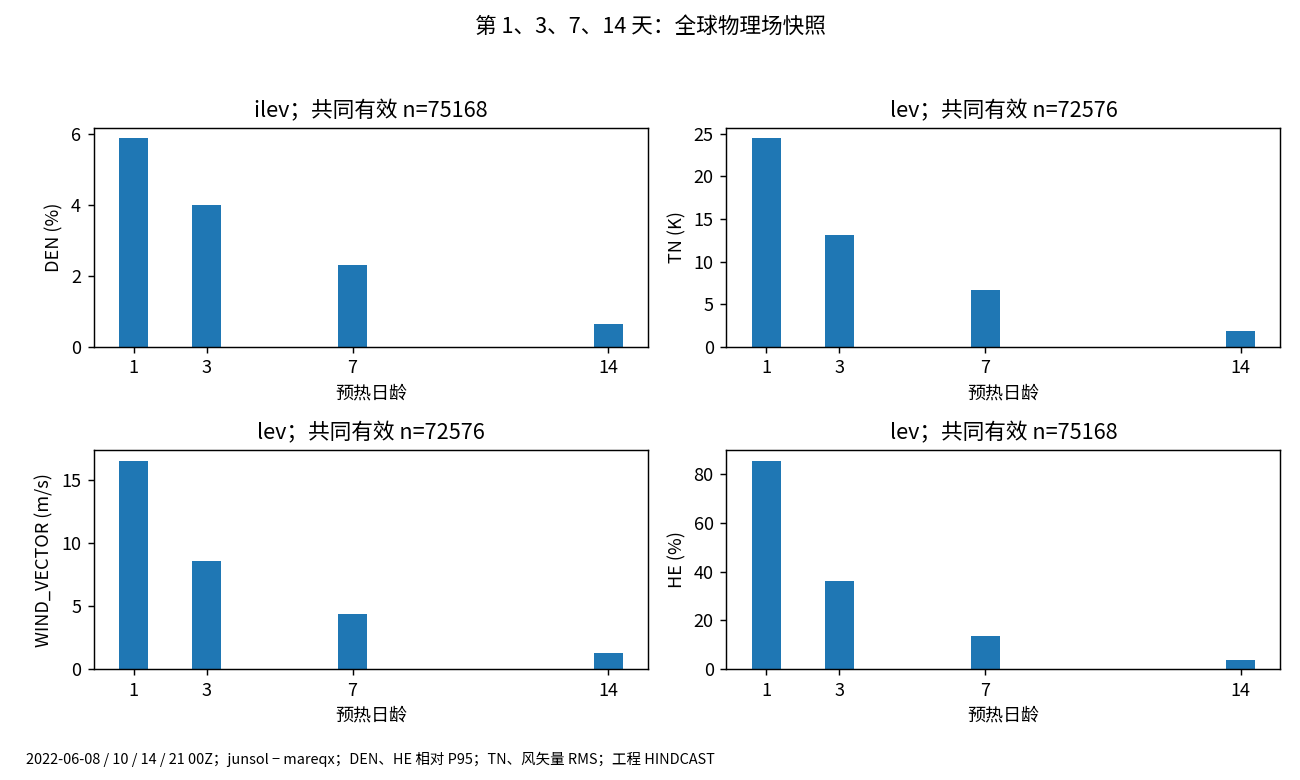 第 1、3、7、14 天：全球物理场快照
ilev；共同有效 n=75168
DEN (%)
6
4
2
0
1 3 7 14
预热日龄
lev；共同有效 n=72576
TN (K)
25
20
15
10
5
0
1 3 7 14
预热日龄
lev；共同有效 n=72576
WIND_VECTOR (m/s)
15
10
5
0
1 3 7 14
预热日龄
lev；共同有效 n=75168
HE (%)
80
60
40
20
0
1 3 7 14
预热日龄
2022-06-08 / 10 / 14 / 21 00Z；junsol − mareqx；DEN、HE 相对 P95；TN、风矢量 RMS；工程 HINDCAST